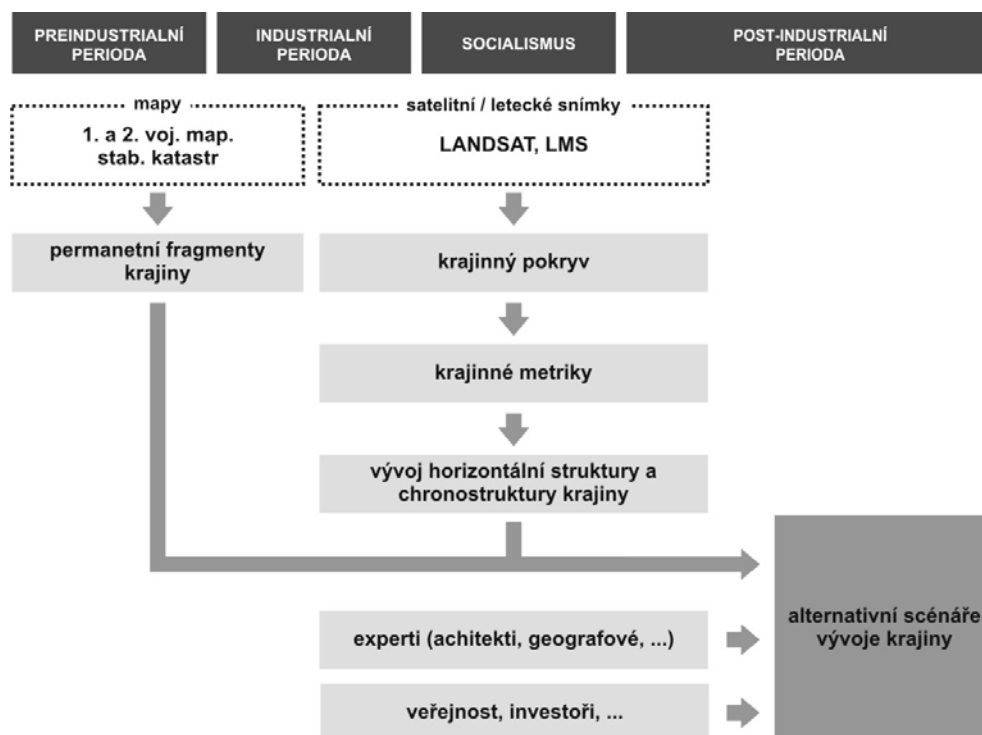 PREINDUSTRIALNÍ
PERIODA
INDUSTRIALNÍ
PERIODA
SOCIALISMUS
POST-INDUSTRIALNÍ
PERIODA
mapy
1. a 2. voj. map.
stab. katastr
satelitní / letecké snímky
LANDSAT, LMS
permanetní fragmenty
krajiny
krajinný pokryv
krajinné metriky
vývoj horizontální struktury a
chronostruktury krajiny
alternativní scénáře
vývoje krajiny
experti (achitekti, geografové, ...)
veřejnost, investoři, ...